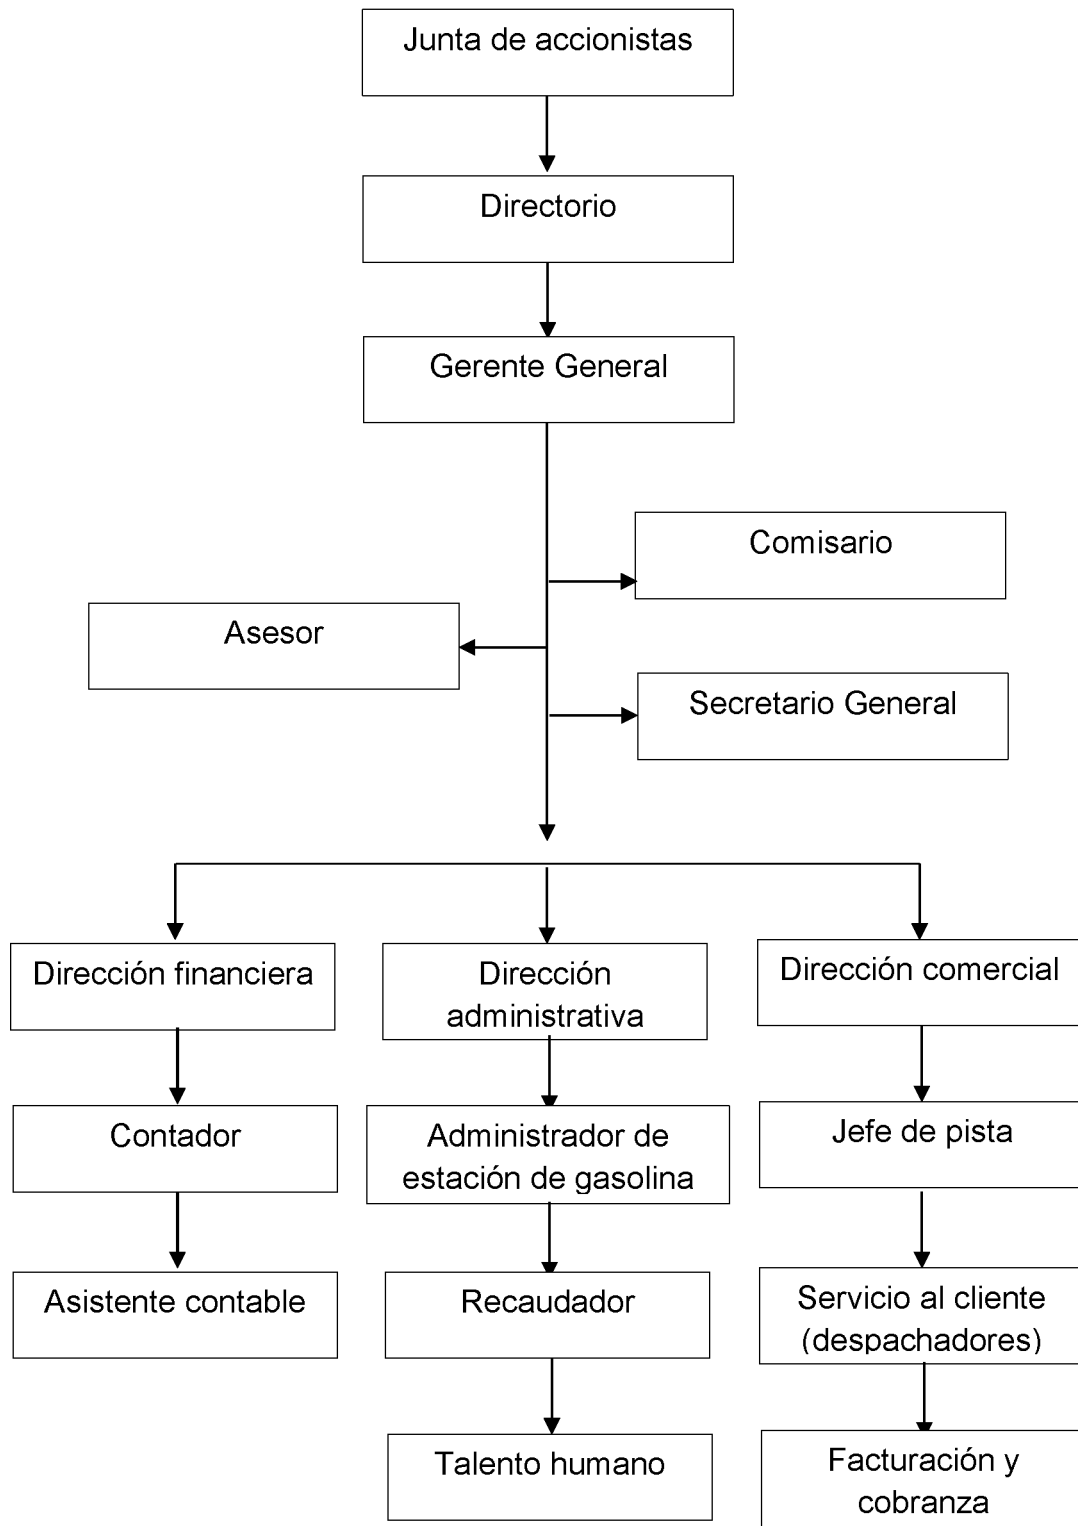 Junta de accionistas
Directorio
Gerente General
Comisario
Asesor
Secretario General
Dirección financiera
Dirección
administrativa
Dirección comercial
Contador
Administrador de
estación de gasolina
Jefe de pista
Asistente contable
Recaudador
Servicio al cliente
(despachadores)
Talento humano
Facturación y
cobranza